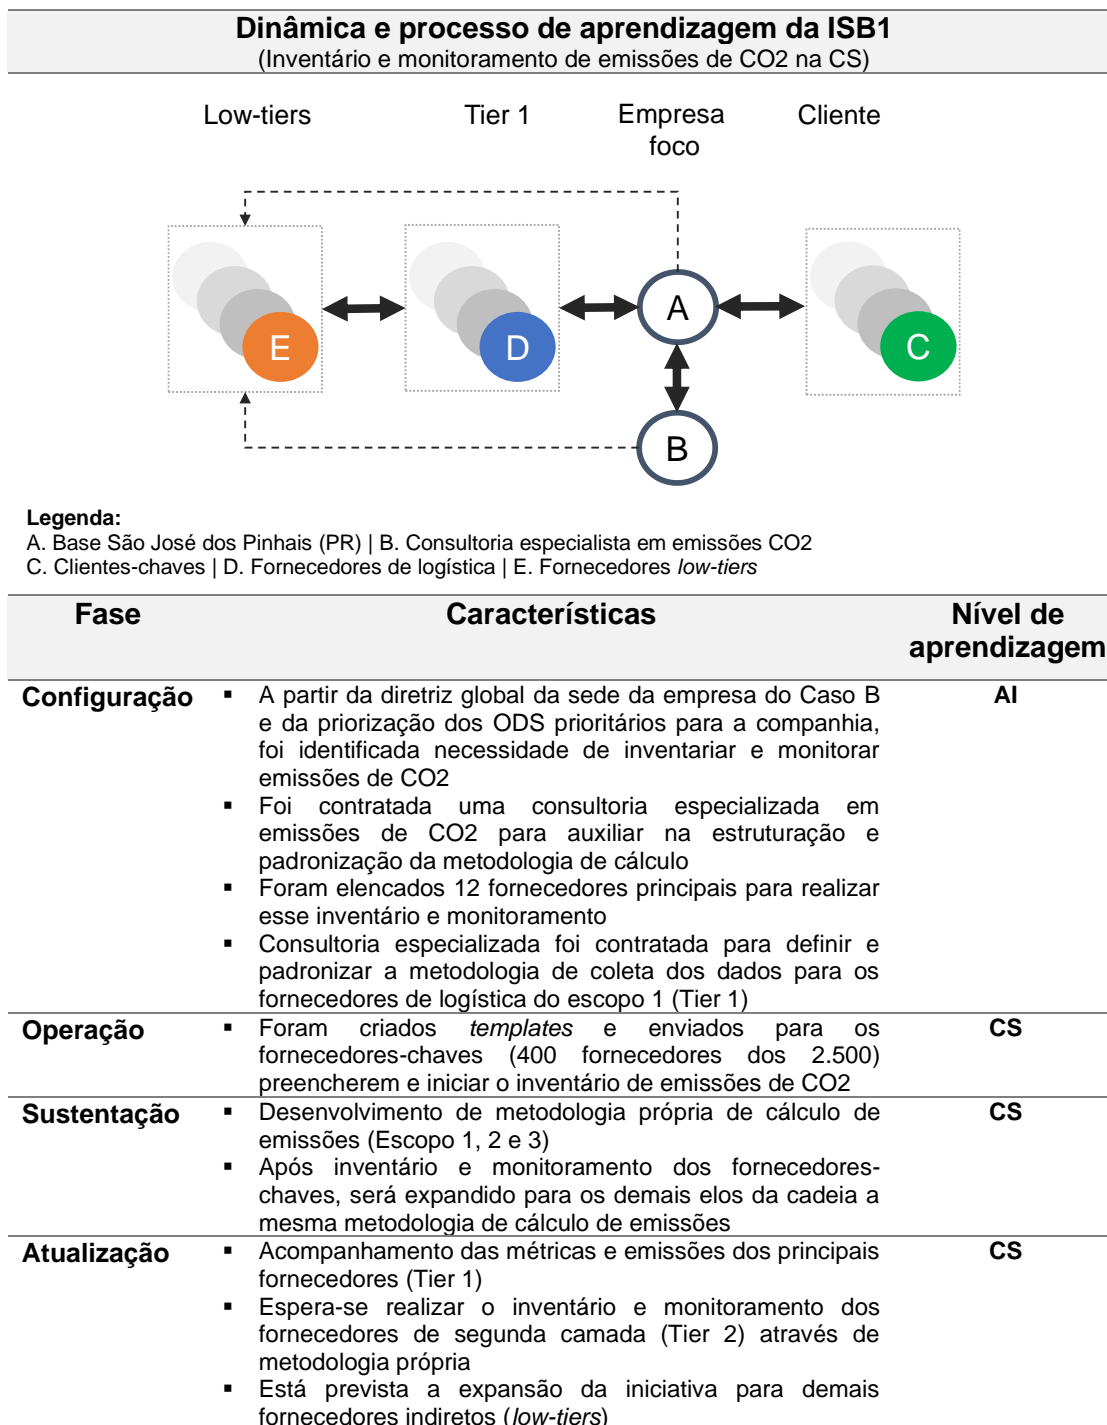 Dinâmica e processo de aprendizagem da ISB1
(Inventário e monitoramento de emissões de CO2 na CS)
Low-tiers Tier 1 Empresa foco Cliente
E D A C
B
Legenda:
A. Base São José dos Pinhais (PR) | B. Consultoria especialista em emissões CO2
C. Clientes-chaves | D. Fornecedores de logística | E. Fornecedores low-tiers
Fase Características Nível de aprendizagem
Configuração ▪ A partir da diretriz global da sede da empresa do Caso B AI
e da priorização dos ODS prioritários para a companhia,
foi identificada necessidade de inventariar e monitorar
emissões de CO2
▪ Foi contratada uma consultoria especializada em
emissões de CO2 para auxiliar na estruturação e
padronização da metodologia de cálculo
▪ Foram elencados 12 fornecedores principais para realizar
esse inventário e monitoramento
▪ Consultoria especializada foi contratada para definir e
padronizar a metodologia de coleta dos dados para os
fornecedores de logística do escopo 1 (Tier 1)
Operação ▪ Foram criados templates e enviados para os CS
fornecedores-chaves (400 fornecedores dos 2.500)
preencherem e iniciar o inventário de emissões de CO2
Sustentação ▪ Desenvolvimento de metodologia própria de cálculo de CS
emissões (Escopo 1, 2 e 3)
▪ Após inventário e monitoramento dos fornecedores-
chaves, será expandido para os demais elos da cadeia a
mesma metodologia de cálculo de emissões
Atualização ▪ Acompanhamento das métricas e emissões dos principais CS
fornecedores (Tier 1)
▪ Espera-se realizar o inventário e monitoramento dos
fornecedores de segunda camada (Tier 2) através de
metodologia própria
▪ Está prevista a expansão da iniciativa para demais
fornecedores indiretos (low-tiers)